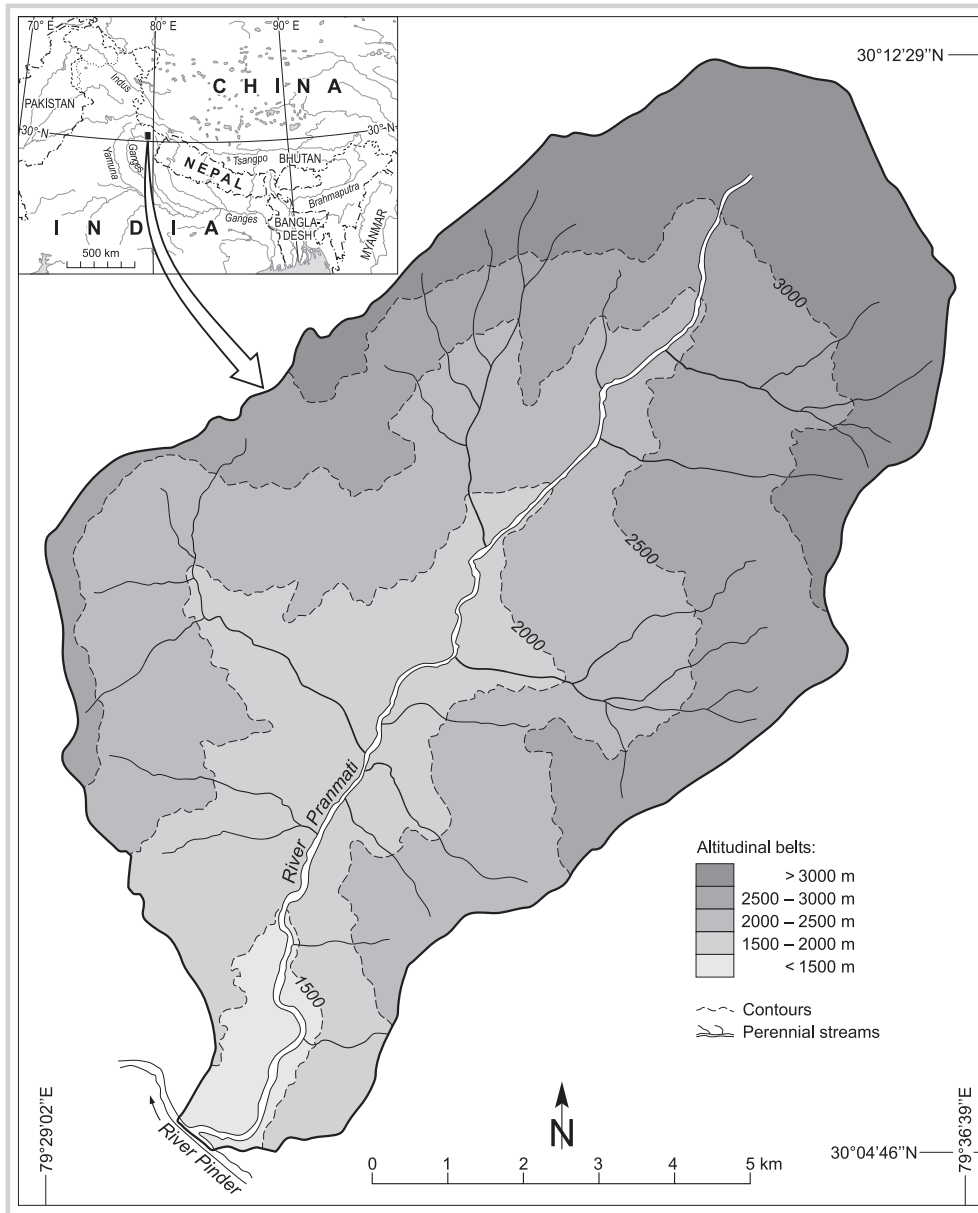 70° E
80° E
90° E
Indus
C H I N A
PAKISTAN
30° N
30° N
Yamuna
Ganges
NEPAL
Tsangpo
BHUTAN
Brahmaputra
Ganges
I N D I A
BANGLA-
DESH
MYANMAR
500 km
30°12'29''N
3000
2500
2000
River Pranmati
1500
Altitudinal belts:
> 3000 m
2500 – 3000 m
2000 – 2500 m
1500 – 2000 m
< 1500 m
Contours
Perennial streams
River Pinder
N
0 1 2 3 4 5 km
79°29'02''E
30°04'46''N
79°36'39''E